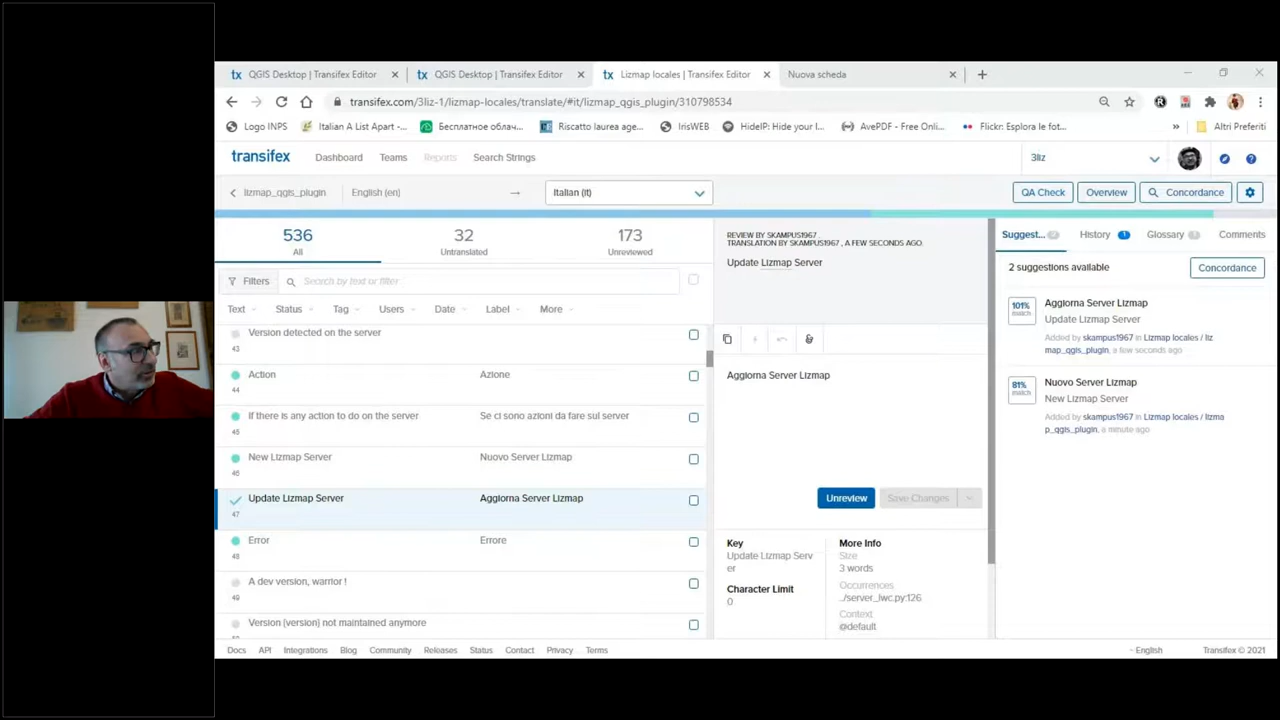 QGIS Desktop | Transifex Editor
QGIS Desktop | Transifex Editor
Lizmap locales | Transifex Editor
Nuova scheda
transifex.com/3liz-1/lizmap-locales/translate/#it/lizmap_qgis_plugin/310798534
Logo INPS
Italian A List Apart -...
Бесплатное облач...
Riscatto laurea age...
IrisWEB
HideIP: Hide your I...
AvePDF - Free Onli...
Flickr: Esplora le fot...
Altri Preferiti
transifex
Dashboard
Teams
Reports
Search Strings
3liz
lizmap_qgis_plugin
English (en)
Italian (it)
QA Check
Overview
Concordance
536
All
32
Untranslated
173
Unreviewed
Filters
Search by text or filter
Text
Status
Tag
Users
Date
Label
More
Version detected on the server
43
Action
Azione
44
If there is any action to do on the server
Se ci sono azioni da fare sul server
45
New Lizmap Server
Nuovo Server Lizmap
46
Update Lizmap Server
Aggiorna Server Lizmap
47
Error
Errore
48
A dev version, warrior !
49
Version {version} not maintained anymore
REVIEW BY SKAMPUS1967 .
TRANSLATION BY SKAMPUS1967 , A FEW SECONDS AGO.
Update Lizmap Server
Aggiorna Server Lizmap
Unreview
Save Changes
Key
Update Lizmap Serv
er
Character Limit
0
More Info
Size
3 words
Occurrences
../server_lwc.py:126
Context
@default
Suggest...
2
History
1
Glossary
Comments
2 suggestions available
Concordance
101%
match
Aggiorna Server Lizmap
Update Lizmap Server
Added by skampus1967 in Lizmap locales / liz
map_qgis_plugin, a few seconds ago
81%
match
Nuovo Server Lizmap
New Lizmap Server
Added by skampus1967 in Lizmap locales / lizma
p_qgis_plugin, a minute ago
Docs
API
Integrations
Blog
Community
Releases
Status
Contact
Privacy
Terms
English
Transifex © 2021